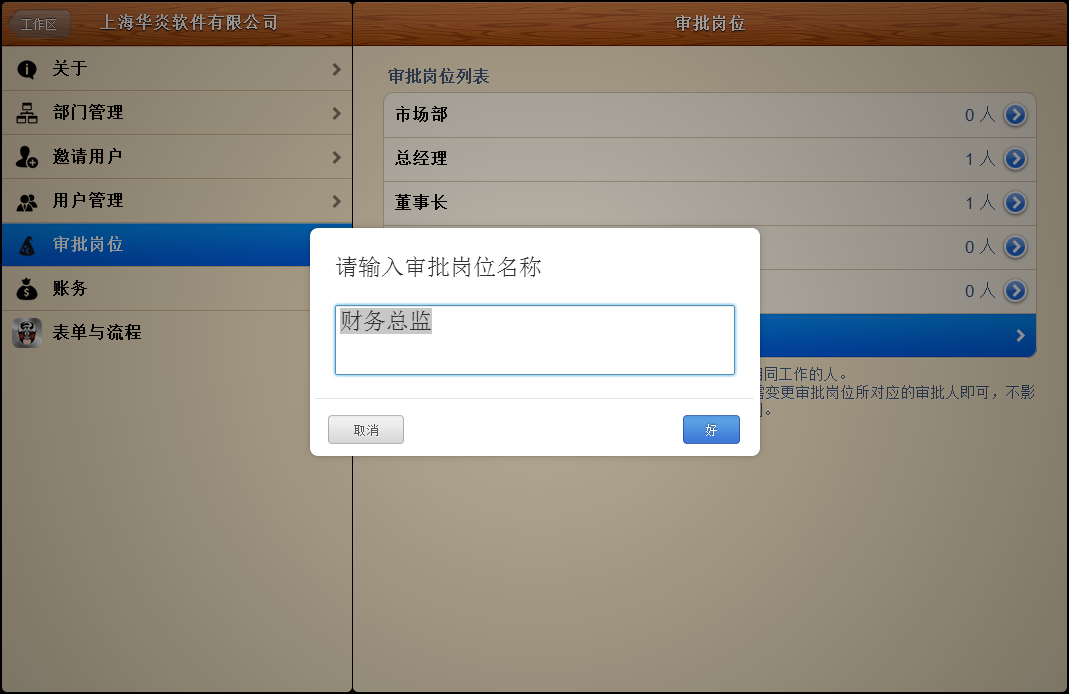 工作区
上海华炎软件有限公司
审批岗位
关于
部门管理
邀请用户
用户管理
审批岗位
账务
表单与流程
审批岗位列表
市场部
0 人
总经理
1 人
董事长
1 人
0 人
0 人
同工作的人。
需变更审批岗位所对应的审批人即可，不影
。
请输入审批岗位名称
财务总监
取消
好